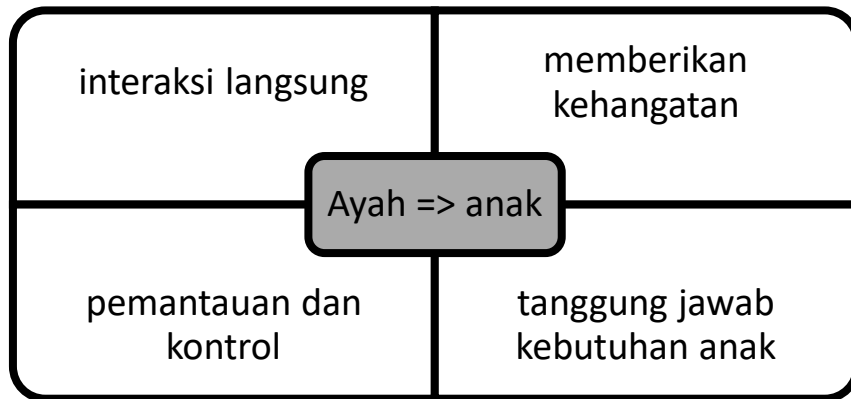 interaksi langsung
memberikan
kehangatan
Ayah => anak
pemantauan dan
kontrol
tanggung jawab
kebutuhan anak